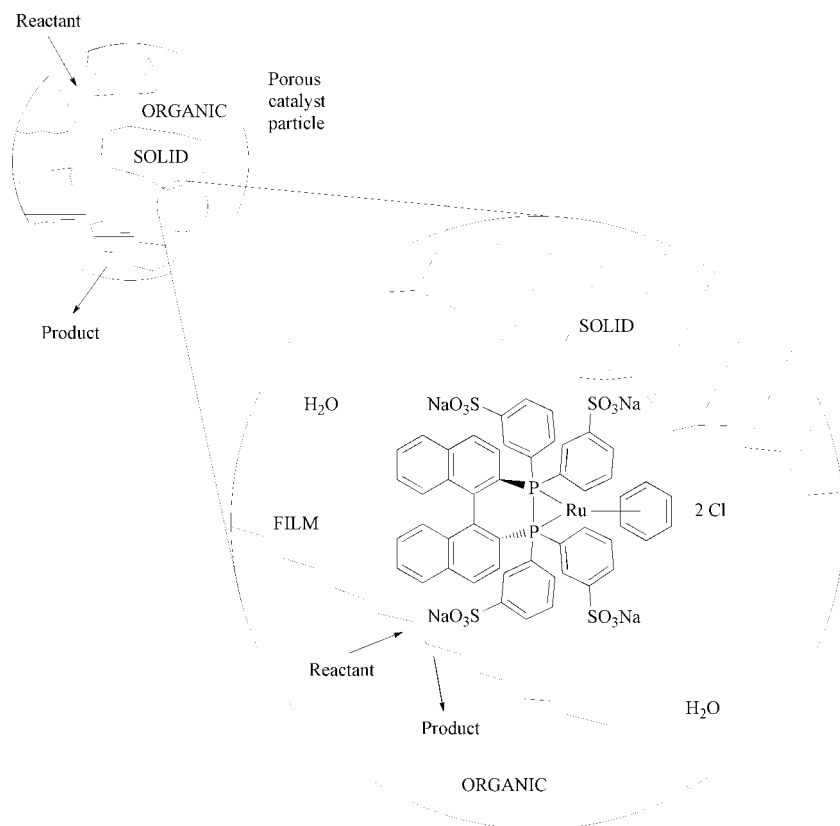 Reactant
Porous
catalyst
particle
ORGANIC
SOLID
Product
SOLID
H₂O
NaO₃S
SO₃Na
P
Ru
2 Cl
FILM
P
NaO₃S
SO₃Na
Reactant
H₂O
Product
ORGANIC